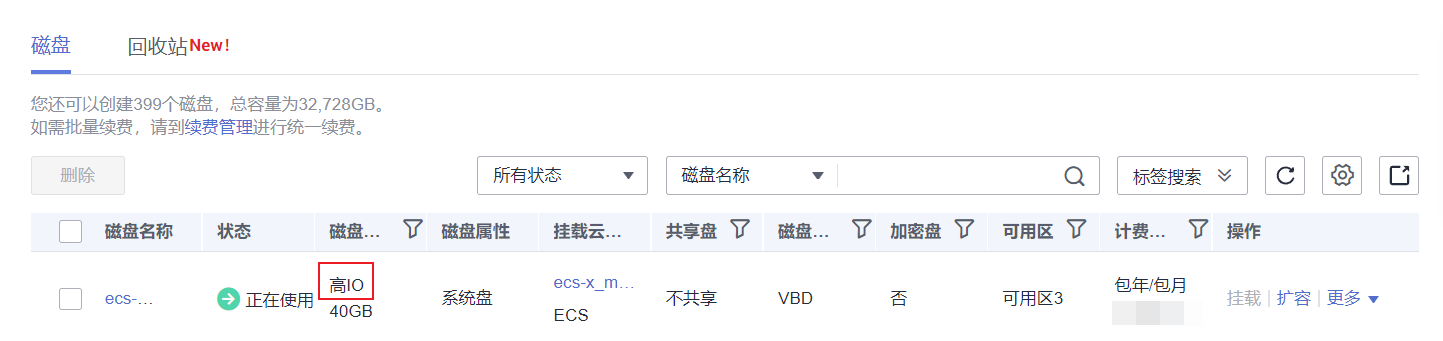 磁盘 回收站New!
您还可以创建399个磁盘，总容量为32,728GB。
如需批量续费，请到续费管理进行统一续费。
删除 所有状态 磁盘名称 标签搜索
磁盘名称 状态 磁盘... 磁盘属性 挂载云... 共享盘 磁盘... 加密盘 可用区 计费... 操作
ecs-... 正在使用 高IO 系统盘 ecs-x_m... 不共享 VBD 否 可用区3 包年/包月 挂载 扩容 更多
40GB ECS